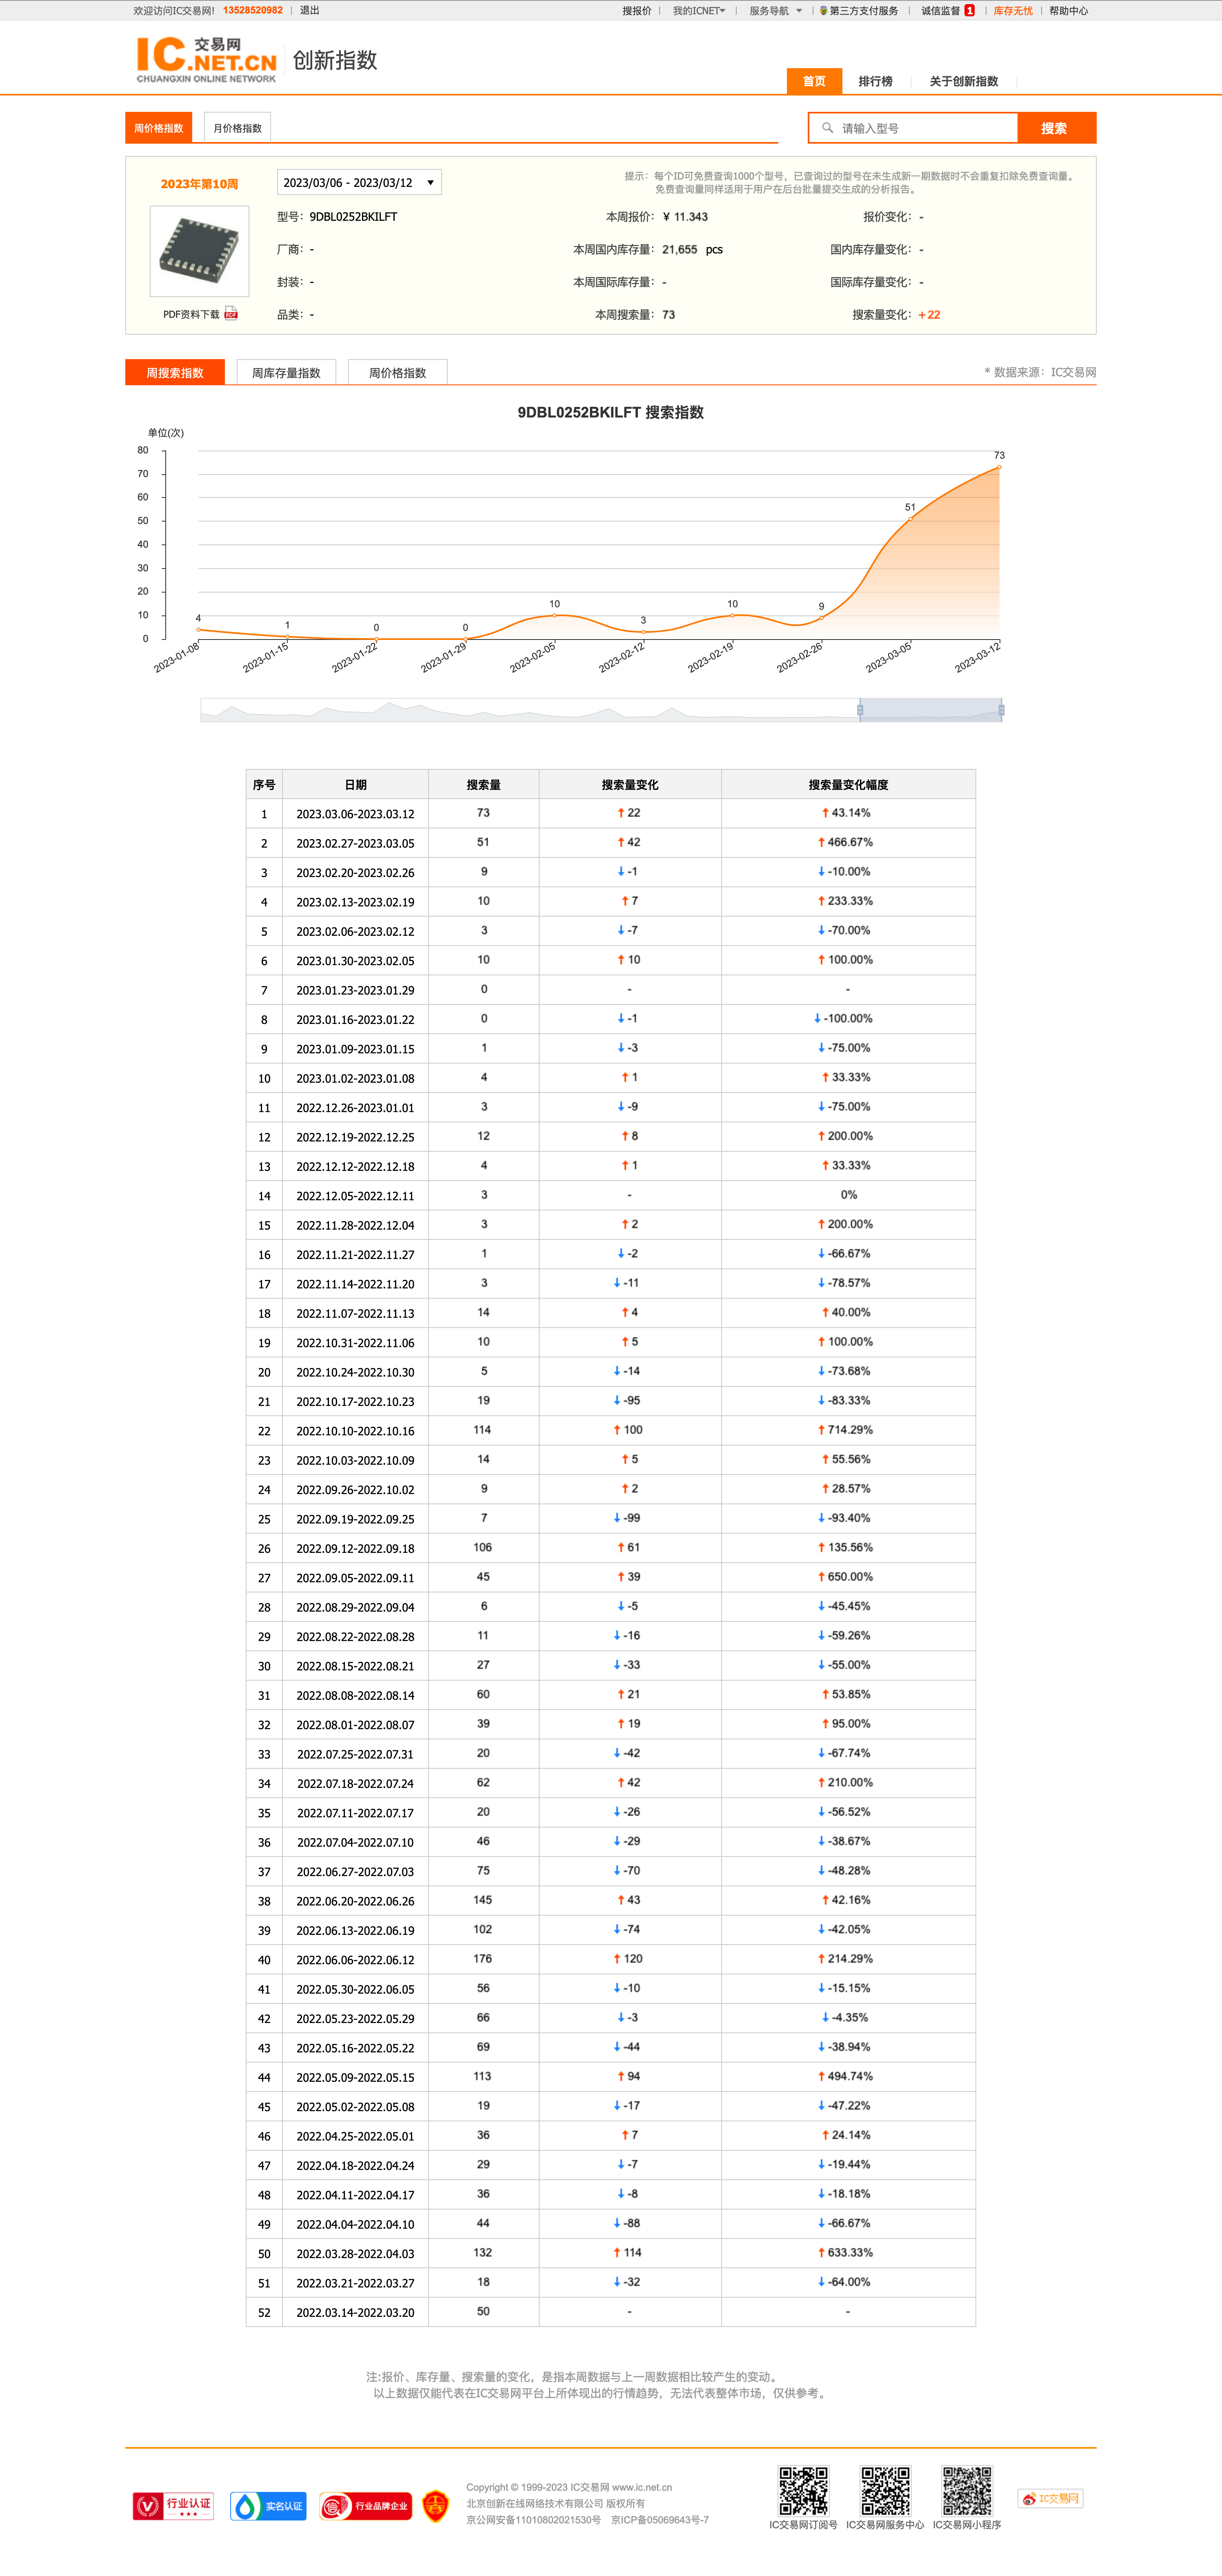 欢迎访问IC交易网! 13528520982 | 退出 搜报价 | 我的ICNET | 服务导航 | 第三方支付服务 | 诚信监督 1 | 库存无忧 | 帮助中心
IC 交易网 .NET.CN CHUANGXIN ONLINE NETWORK 创新指数
首页 排行榜 关于创新指数
周价格指数 月价格指数 请输入型号 搜索
2023年第10周 2023/03/06 - 2023/03/12 提示：每个ID可免费查询1000个型号，已查询过的型号在未生成新一期数据时不会重复扣除免费查询量。
免费查询量同样适用于用户在后台批量提交生成的分析报告。
型号：9DBL0252BKILFT 本周报价：¥ 11.343 报价变化：-
厂商：- 本周国内库存量：21,655 pcs 国内库存量变化：-
封装：- 本周国际库存量：- 国际库存量变化：-
PDF资料下载 PDF 品类：- 本周搜索量：73 搜索量变化：+22
周搜索指数 周库存量指数 周价格指数 * 数据来源：IC交易网
9DBL0252BKILFT 搜索指数
单位(次)
80
70
60
50
40
30
20
10
0
4 1 0 0 10 3 10 9 51 73
2023-01-08 2023-01-15 2023-01-22 2023-01-29 2023-02-05 2023-02-12 2023-02-19 2023-02-26 2023-03-05 2023-03-12
序号 日期 搜索量 搜索量变化 搜索量变化幅度
1 2023.03.06-2023.03.12 73 ↑ 22 ↑ 43.14%
2 2023.02.27-2023.03.05 51 ↑ 42 ↑ 466.67%
3 2023.02.20-2023.02.26 9 ↓ -1 ↓ -10.00%
4 2023.02.13-2023.02.19 10 ↑ 7 ↑ 233.33%
5 2023.02.06-2023.02.12 3 ↓ -7 ↓ -70.00%
6 2023.01.30-2023.02.05 10 ↑ 10 ↑ 100.00%
7 2023.01.23-2023.01.29 0 - -
8 2023.01.16-2023.01.22 0 ↓ -1 ↓ -100.00%
9 2023.01.09-2023.01.15 1 ↓ -3 ↓ -75.00%
10 2023.01.02-2023.01.08 4 ↑ 1 ↑ 33.33%
11 2022.12.26-2023.01.01 3 ↓ -9 ↓ -75.00%
12 2022.12.19-2022.12.25 12 ↑ 8 ↑ 200.00%
13 2022.12.12-2022.12.18 4 ↑ 1 ↑ 33.33%
14 2022.12.05-2022.12.11 3 - 0%
15 2022.11.28-2022.12.04 3 ↑ 2 ↑ 200.00%
16 2022.11.21-2022.11.27 1 ↓ -2 ↓ -66.67%
17 2022.11.14-2022.11.20 3 ↓ -11 ↓ -78.57%
18 2022.11.07-2022.11.13 14 ↑ 4 ↑ 40.00%
19 2022.10.31-2022.11.06 10 ↑ 5 ↑ 100.00%
20 2022.10.24-2022.10.30 5 ↓ -14 ↓ -73.68%
21 2022.10.17-2022.10.23 19 ↓ -95 ↓ -83.33%
22 2022.10.10-2022.10.16 114 ↑ 100 ↑ 714.29%
23 2022.10.03-2022.10.09 14 ↑ 5 ↑ 55.56%
24 2022.09.26-2022.10.02 9 ↑ 2 ↑ 28.57%
25 2022.09.19-2022.09.25 7 ↓ -99 ↓ -93.40%
26 2022.09.12-2022.09.18 106 ↑ 61 ↑ 135.56%
27 2022.09.05-2022.09.11 45 ↑ 39 ↑ 650.00%
28 2022.08.29-2022.09.04 6 ↓ -5 ↓ -45.45%
29 2022.08.22-2022.08.28 11 ↓ -16 ↓ -59.26%
30 2022.08.15-2022.08.21 27 ↓ -33 ↓ -55.00%
31 2022.08.08-2022.08.14 60 ↑ 21 ↑ 53.85%
32 2022.08.01-2022.08.07 39 ↑ 19 ↑ 95.00%
33 2022.07.25-2022.07.31 20 ↓ -42 ↓ -67.74%
34 2022.07.18-2022.07.24 62 ↑ 42 ↑ 210.00%
35 2022.07.11-2022.07.17 20 ↓ -26 ↓ -56.52%
36 2022.07.04-2022.07.10 46 ↓ -29 ↓ -38.67%
37 2022.06.27-2022.07.03 75 ↓ -70 ↓ -48.28%
38 2022.06.20-2022.06.26 145 ↑ 43 ↑ 42.16%
39 2022.06.13-2022.06.19 102 ↓ -74 ↓ -42.05%
40 2022.06.06-2022.06.12 176 ↑ 120 ↑ 214.29%
41 2022.05.30-2022.06.05 56 ↓ -10 ↓ -15.15%
42 2022.05.23-2022.05.29 66 ↓ -3 ↓ -4.35%
43 2022.05.16-2022.05.22 69 ↓ -44 ↓ -38.94%
44 2022.05.09-2022.05.15 113 ↑ 94 ↑ 494.74%
45 2022.05.02-2022.05.08 19 ↓ -17 ↓ -47.22%
46 2022.04.25-2022.05.01 36 ↑ 7 ↑ 24.14%
47 2022.04.18-2022.04.24 29 ↓ -7 ↓ -19.44%
48 2022.04.11-2022.04.17 36 ↓ -8 ↓ -18.18%
49 2022.04.04-2022.04.10 44 ↓ -88 ↓ -66.67%
50 2022.03.28-2022.04.03 132 ↑ 114 ↑ 633.33%
51 2022.03.21-2022.03.27 18 ↓ -32 ↓ -64.00%
52 2022.03.14-2022.03.20 50 - -
注:报价、库存量、搜索量的变化，是指本周数据与上一周数据相比较产生的变动。
以上数据仅能代表在IC交易网平台上所体现出的行情趋势，无法代表整体市场，仅供参考。
行业认证 实名认证 行业品牌企业
Copyright © 1999-2023 IC交易网 www.ic.net.cn
北京创新在线网络技术有限公司 版权所有
京公网安备11010802021530号 京ICP备05069643号-7
IC交易网订阅号 IC交易网服务中心 IC交易网小程序
IC交易网